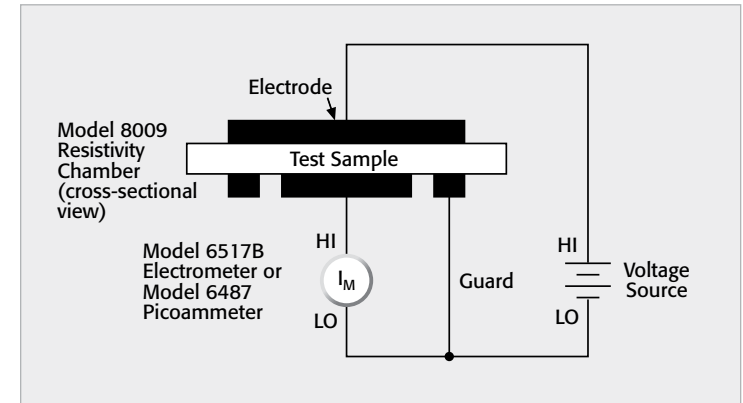 Electrode
Model 8009
Resistivity
Chamber
(cross-sectional
view)
Test Sample
Model 6517B
Electrometer or
Model 6487
Picoammeter
HI
IM
LO
Guard
HI
Voltage
Source
LO